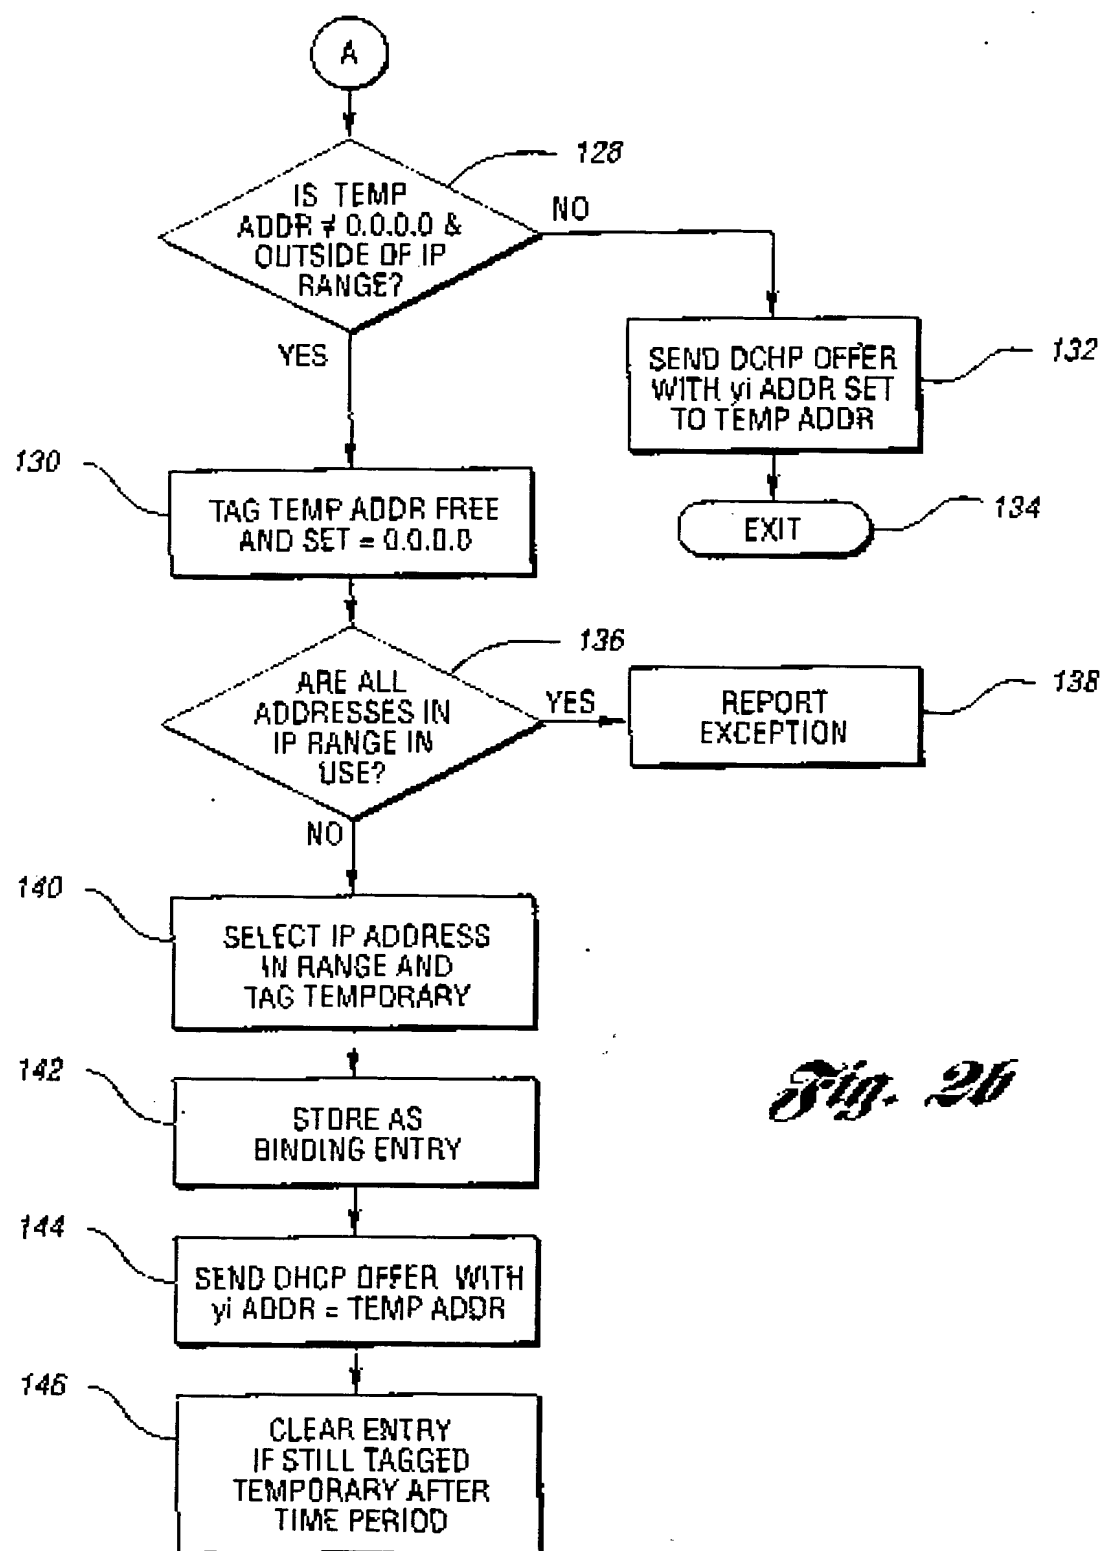 A
128
IS TEMP
ADDR ≠ 0.0.0.0 &
OUTSIDE OF IP
RANGE?
NO
YES
SEND DCHP OFFER
WITH yi ADDR SET
TO TEMP ADDR
132
130
TAG TEMP ADDR FREE
AND SET = 0.0.0.0
EXIT
134
136
ARE ALL
ADDRESSES IN
IP RANGE IN
USE?
YES
REPORT
EXCEPTION
138
NO
140
SELECT IP ADDRESS
IN RANGE AND
TAG TEMPORARY
142
STORE AS
BINDING ENTRY
Fig. 2b
144
SEND DHCP OFFER WITH
yi ADDR = TEMP ADDR
146
CLEAR ENTRY
IF STILL TAGGED
TEMPORARY AFTER
TIME PERIOD